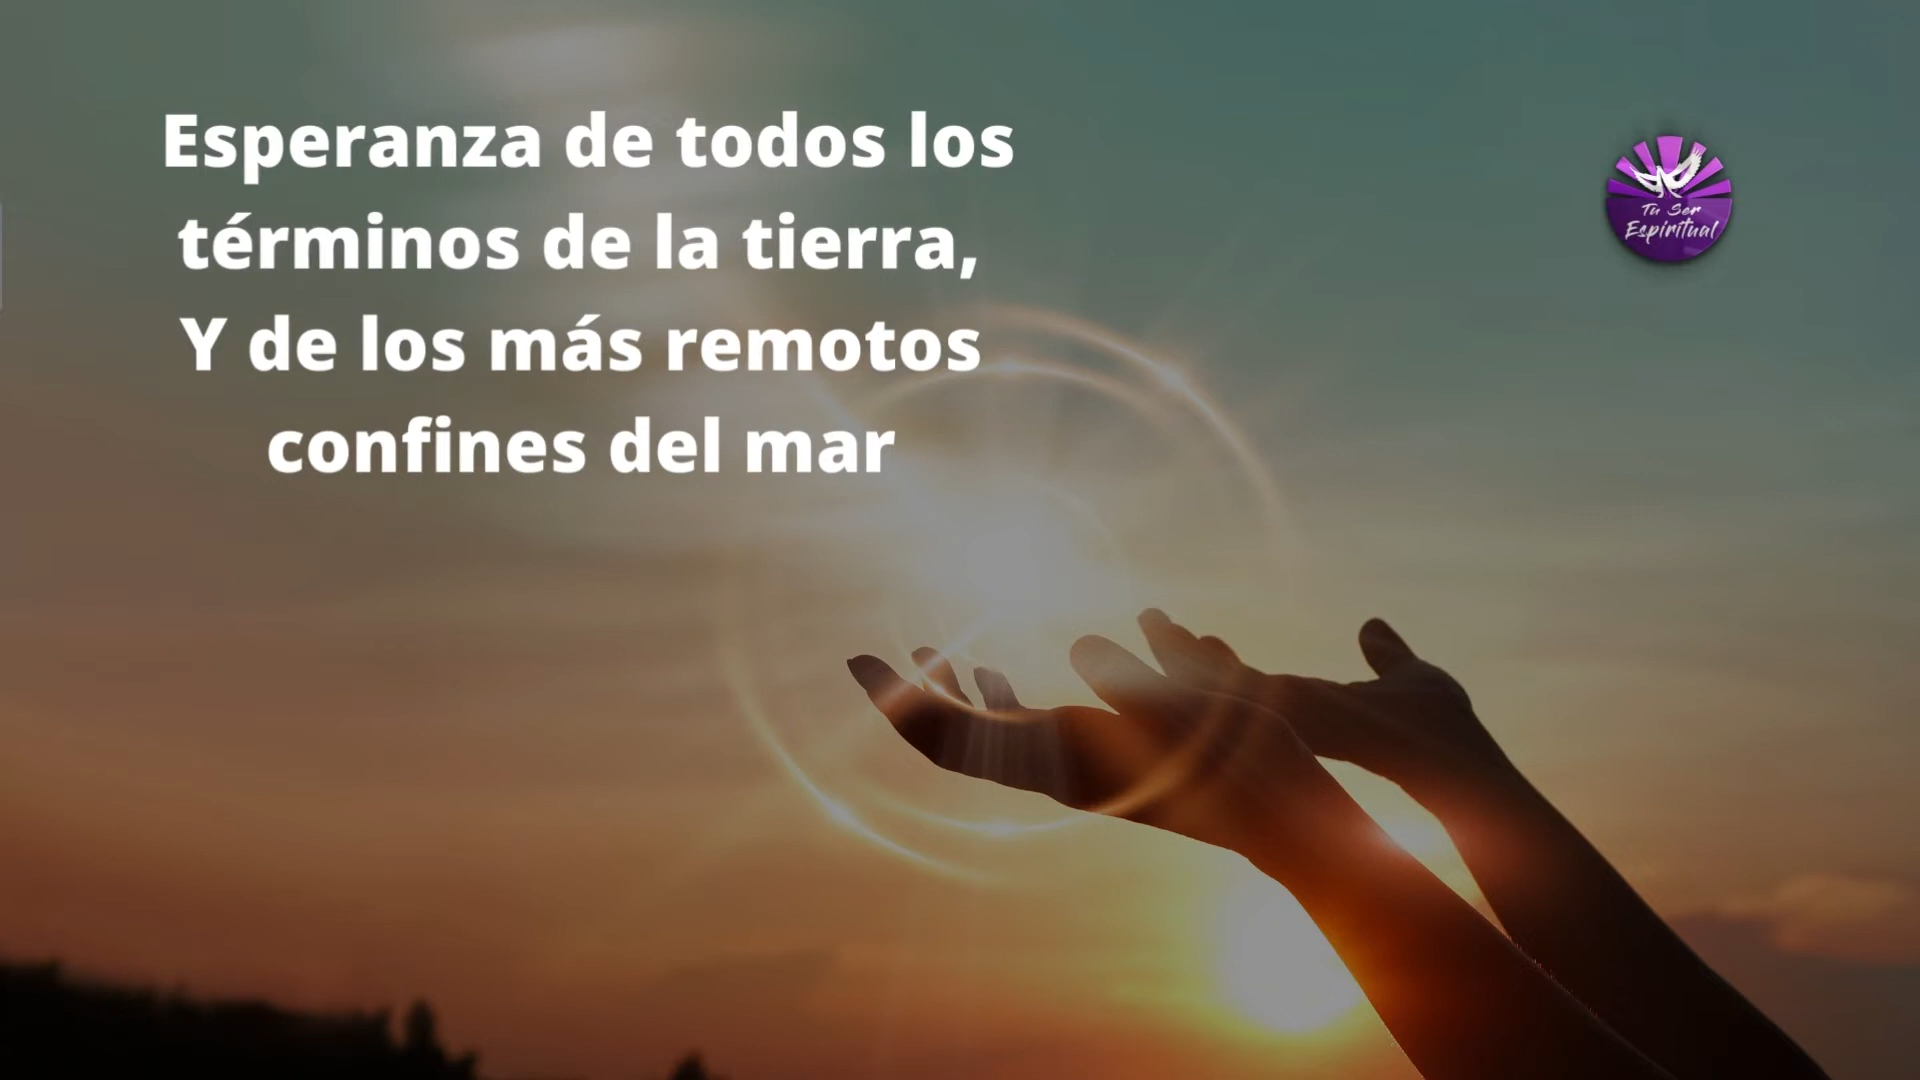 Esperanza de todos los
términos de la tierra,
Y de los más remotos
confines del mar
Tu Ser
Espiritual